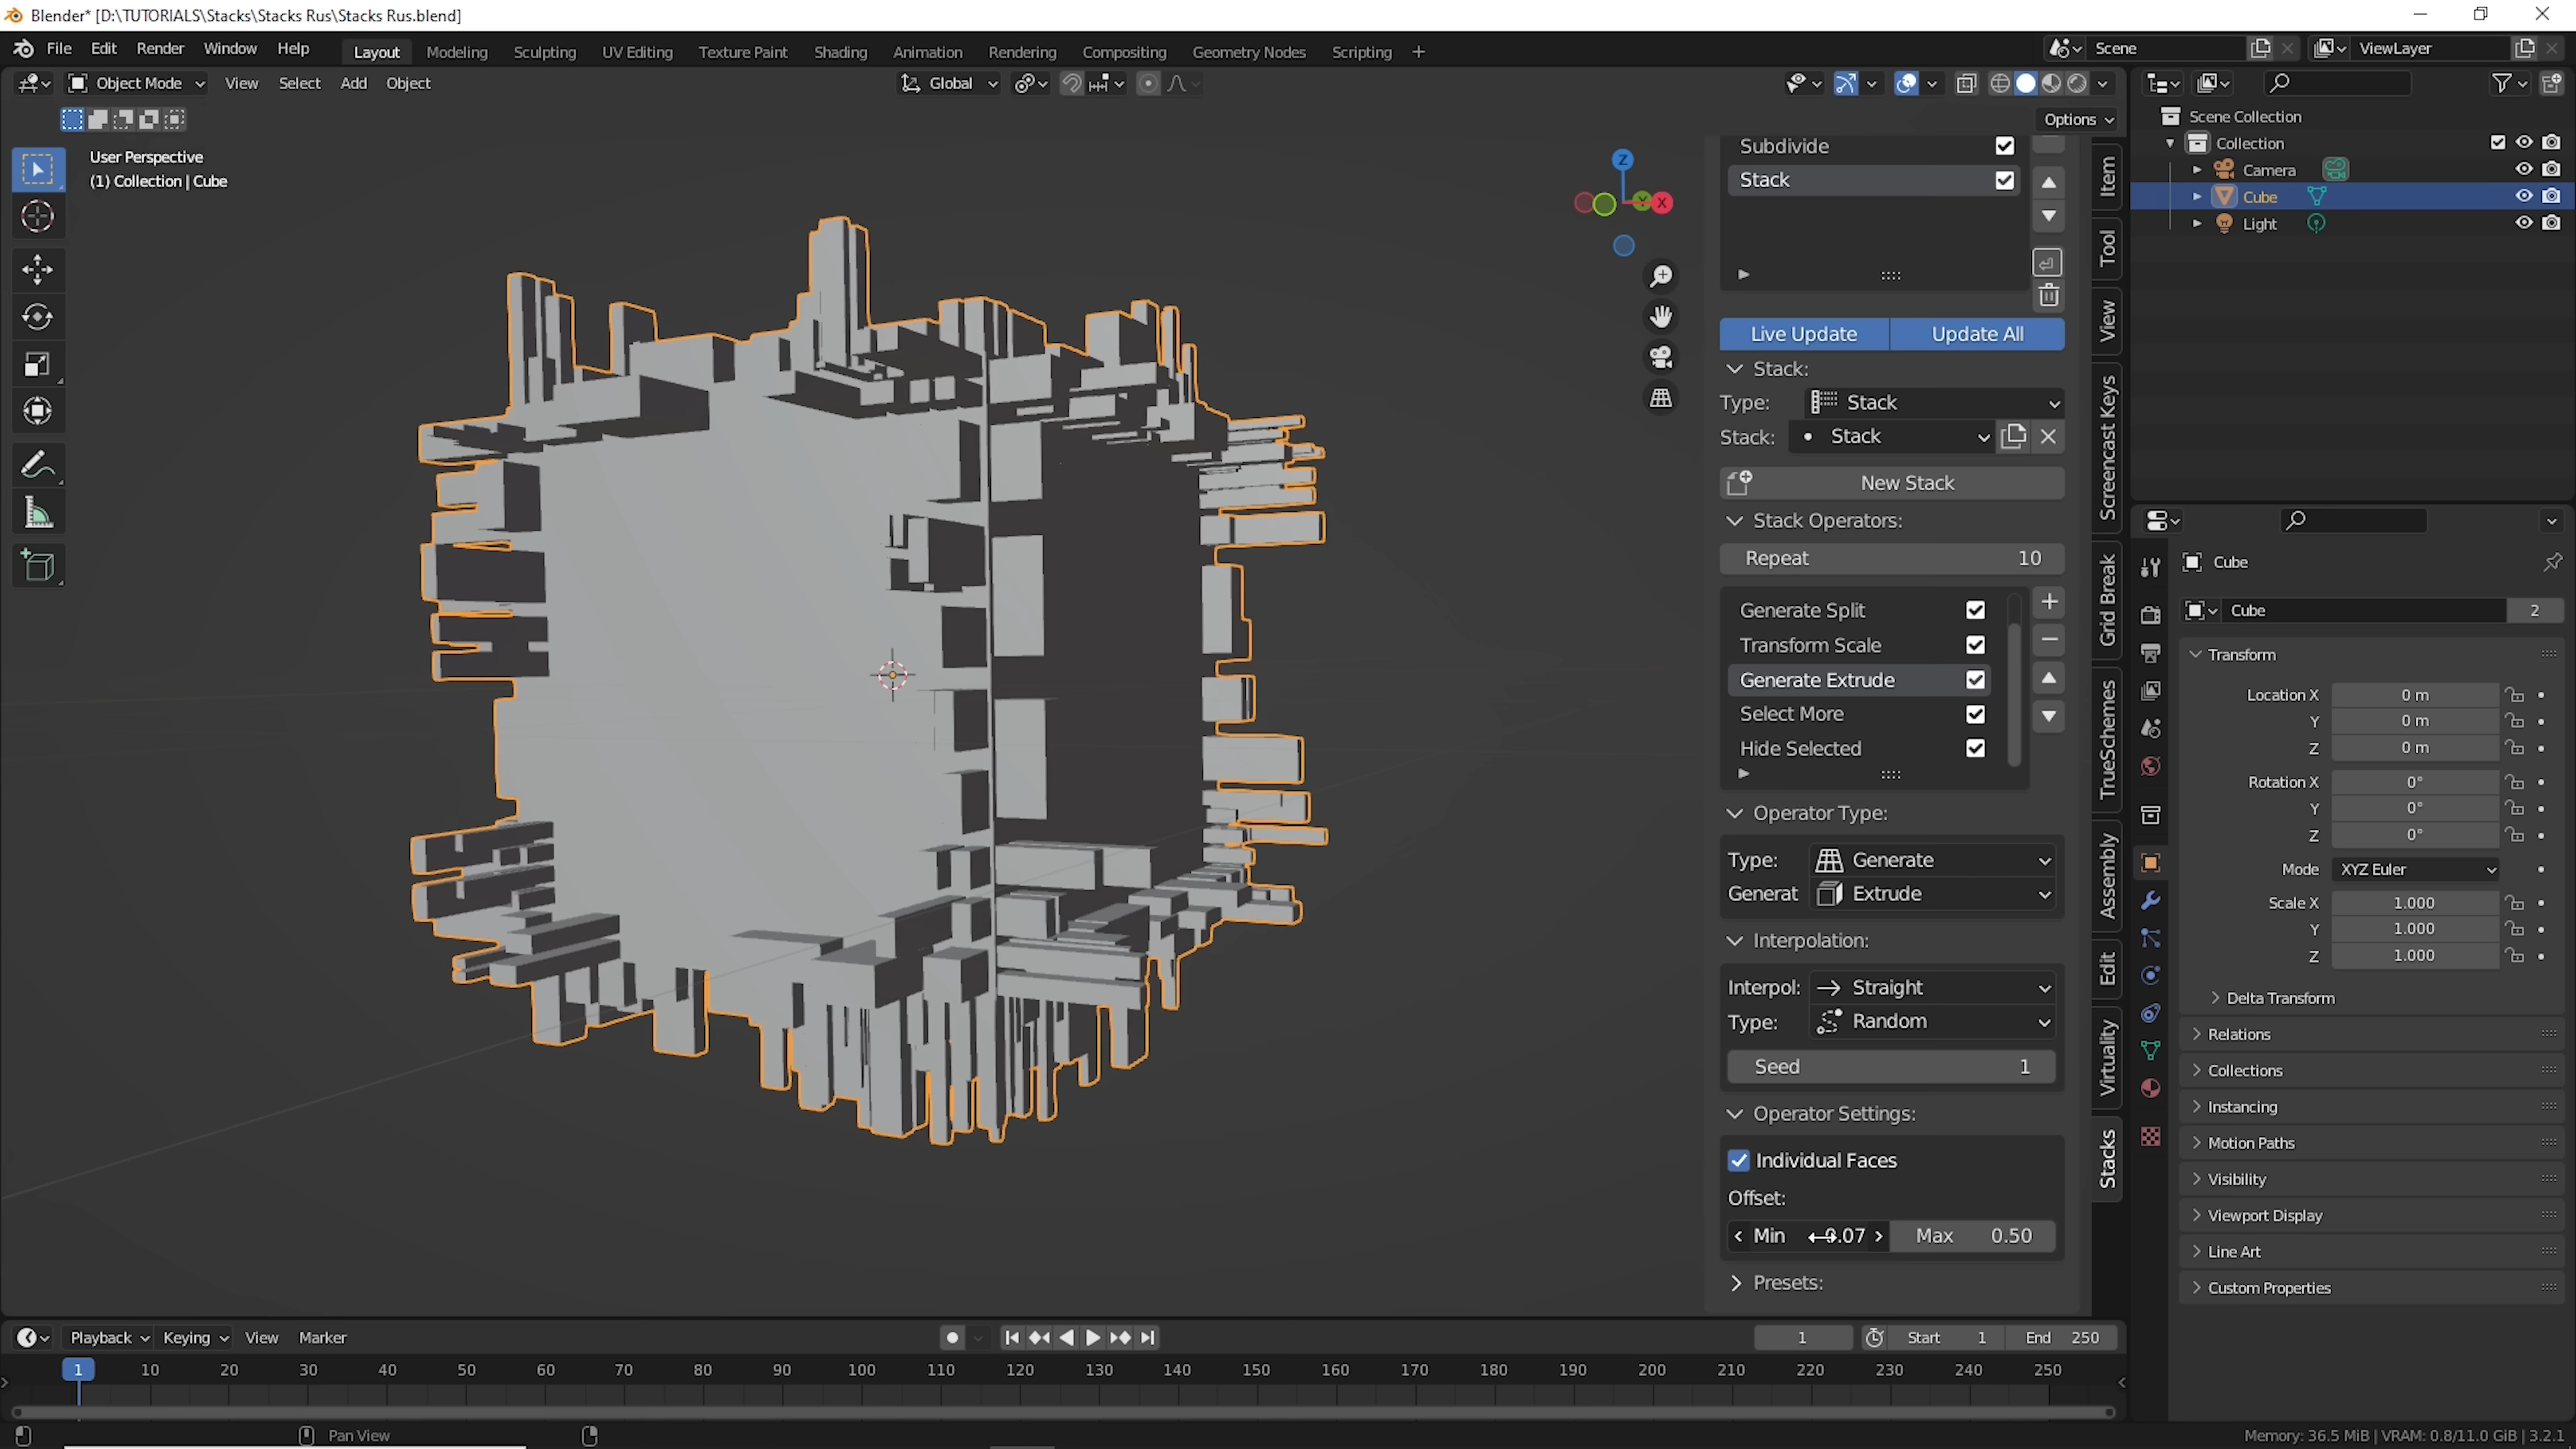 Blender* [D:\TUTORIALS\Stacks\Stacks Rus\Stacks Rus.blend]
File Edit Render Window Help Layout Modeling Sculpting UV Editing Texture Paint Shading Animation Rendering Compositing Geometry Nodes Scripting + Scene ViewLayer
Object Mode View Select Add Object Global
Options
User Perspective
(1) Collection | Cube
Z
X
Subdivide
Stack
Live Update Update All
Stack:
Type: Stack
Stack: Stack
New Stack
Stack Operators:
Repeat 10
Generate Split
Transform Scale
Generate Extrude
Select More
Hide Selected
Operator Type:
Type: Generate
Generat Extrude
Interpolation:
Interpol: Straight
Type: Random
Seed 1
Operator Settings:
Individual Faces
Offset:
Min Max 0.50
Presets:
Item
Tool
View
Screencast Keys
Grid Break
TrueSchemes
Assembly
Edit
Virtuality
Stacks
Scene Collection
Collection
Camera
Cube
Light
Cube
Cube 2
Transform
Location X 0 m
Y 0 m
Z 0 m
Rotation X 0°
Y 0°
Z 0°
Mode XYZ Euler
Scale X 1.000
Y 1.000
Z 1.000
Delta Transform
Relations
Collections
Instancing
Motion Paths
Visibility
Viewport Display
Line Art
Custom Properties
Playback Keying View Marker 1 Start 1 End 250
1 10 20 30 40 50 60 70 80 90 100 110 120 130 140 150 160 170 180 190 200 210 220 230 240 250
Pan View
Memory: 36.5 MiB | VRAM: 0.8/11.0 GiB | 3.2.1